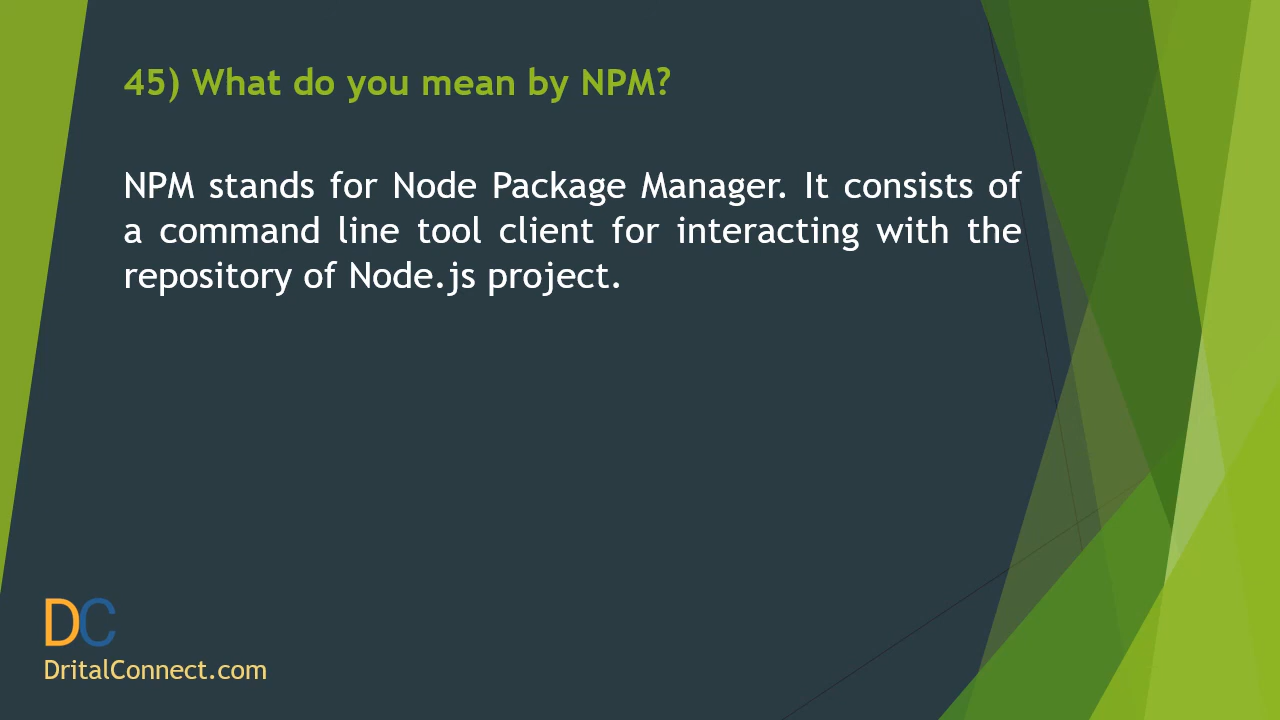 45) What do you mean by NPM?
NPM stands for Node Package Manager. It consists of
a command line tool client for interacting with the
repository of Node.js project.
DC
DritalConnect.com